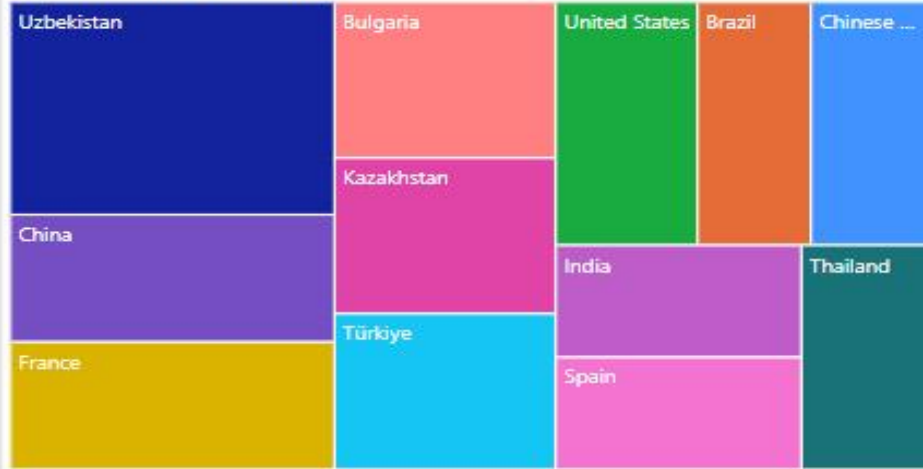 Uzbekistan
China
France
Bulgaria
Kazakhstan
Türkiye
United States
Brazil
Chinese ...
India
Spain
Thailand